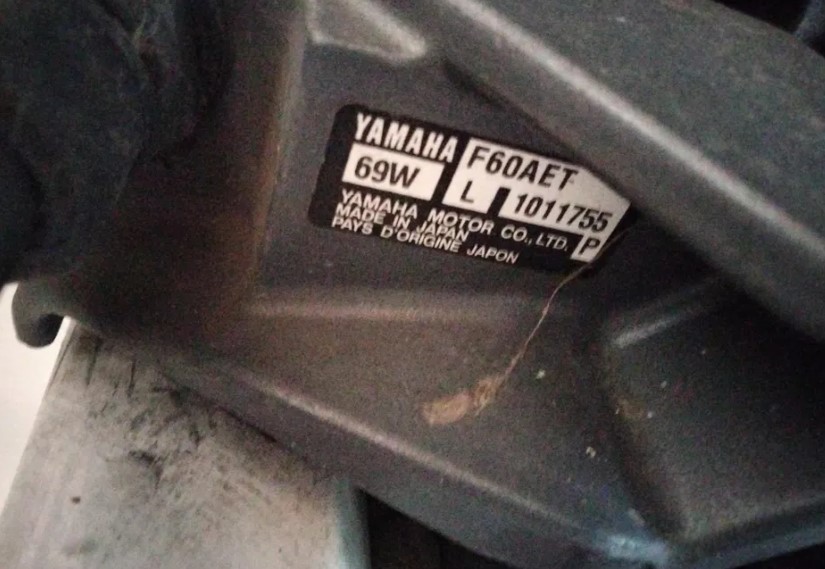 YAMAHA F60AET
69W L 1011755
YAMAHA MOTOR CO., LTD. P
MADE IN JAPAN
PAYS D'ORIGINE JAPON